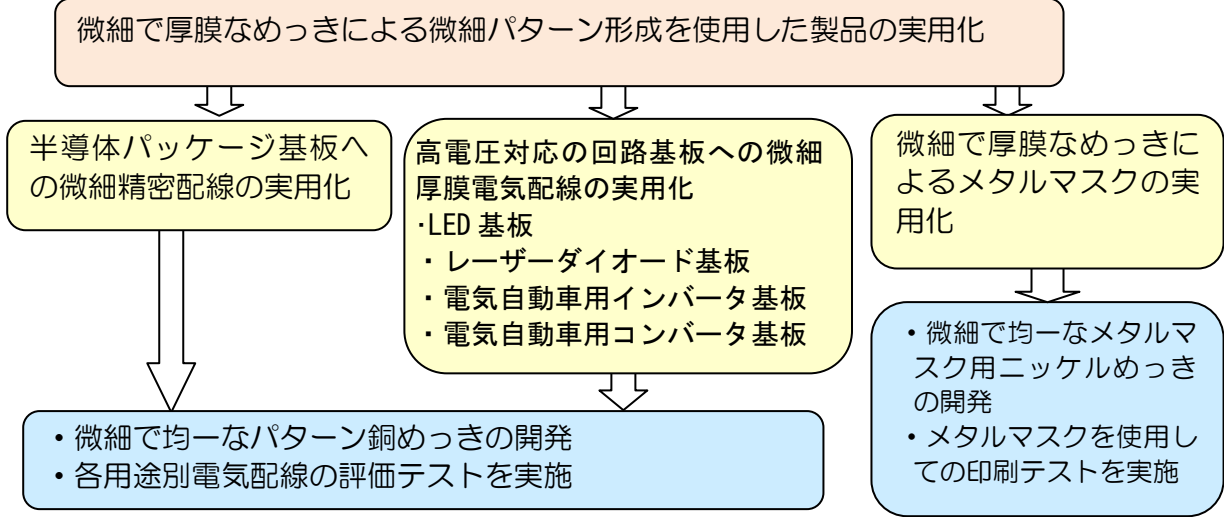 微細で厚膜なめっきによる微細パターン形成を使用した製品の実用化
半導体パッケージ基板へ
の微細精密配線の実用化
高電圧対応の回路基板への微細
厚膜電気配線の実用化
･LED 基板
・レーザーダイオード基板
・電気自動車用インバータ基板
・電気自動車用コンバータ基板
微細で厚膜なめっきに
よるメタルマスクの実
用化
・微細で均一なパターン銅めっきの開発
・各用途別電気配線の評価テストを実施
・微細で均一なメタルマ
スク用ニッケルめっき
の開発
・メタルマスクを使用し
ての印刷テストを実施